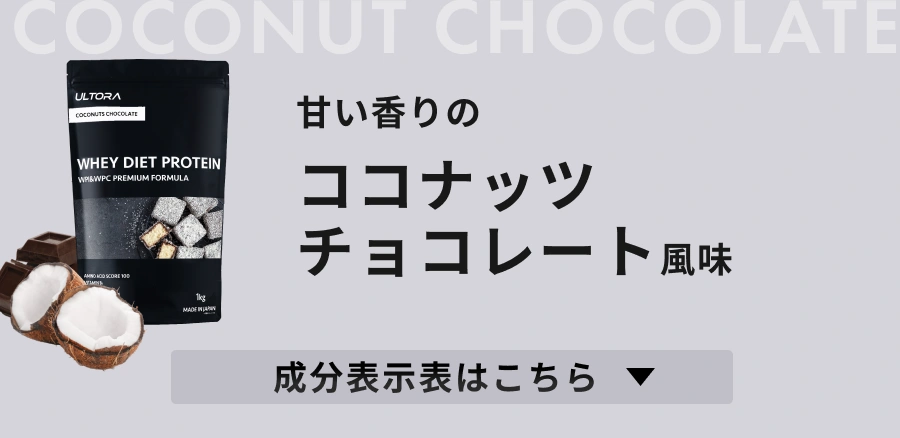 COCONUT CHOCOLATE
ULTORA
COCONUTS CHOCOLATE
WHEY DIET PROTEIN
WPI&WPC PREMIUM FORMULA
AMINO ACID SCORE 100
1kg
MADE IN JAPAN
甘い香りの
ココナッツ
チョコレート風味
成分表示表はこちら ▼